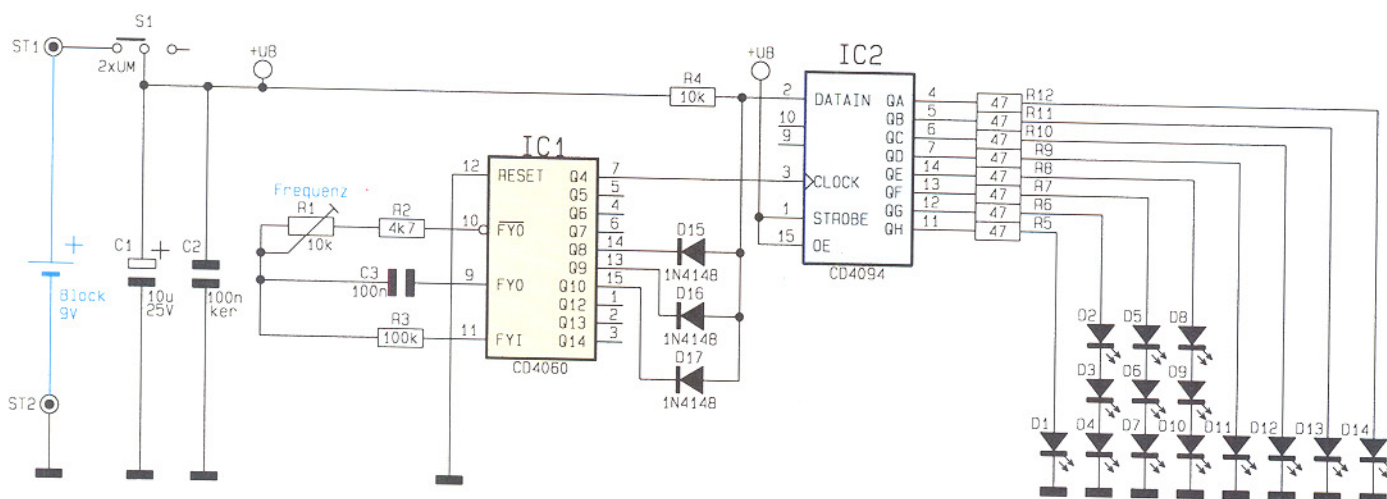 ST1
S1
2xUM
+UB
R4
10k
+UB
IC2
2 DATAIN QA 4 47 R12
10 QB 5 47 R11
9 QC 6 47 R10
QD 7 47 R9
3 CLOCK QE 14 47 R8
QF 13 47 R7
1 STROBE QG 12 47 R6
15 OE QH 11 47 R5
CD4094
IC1
12 RESET Q4 7
Q5 5
Q6 4
10 FY0 Q7 6
Q8 14
Q9 13
9 FY0 Q10 15
Q12 1
Q13 2
11 FYI Q14 3
CD4060
Frequenz
R1
10k
R2
4k7
C3
100n
R3
100k
D15
1N4148
D16
1N4148
D17
1N4148
C1 +
10u
25V
C2
100n
ker
+
Block
9V
ST2
D2 D5 D8
D3 D6 D9
D1 D4 D7 D10 D11 D12 D13 D14